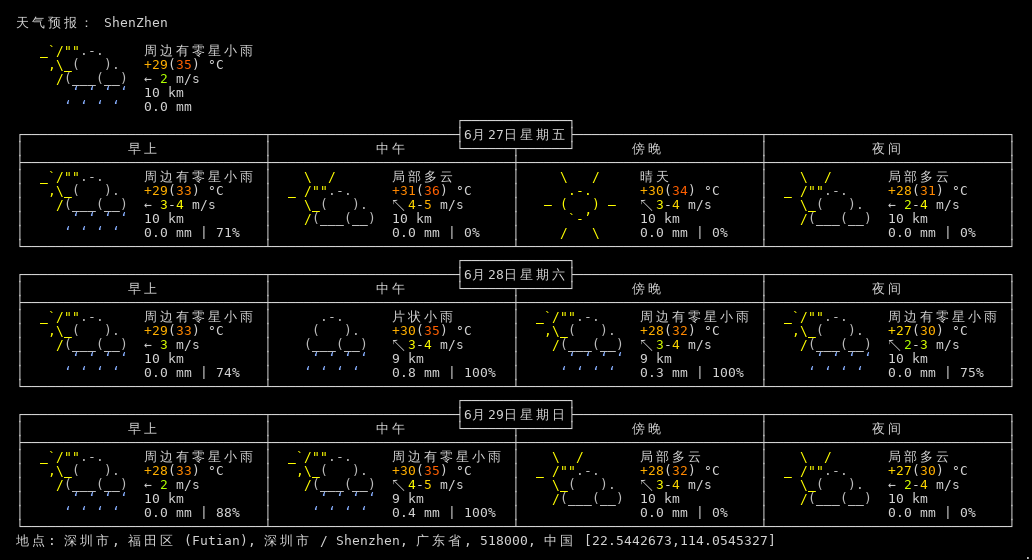 天气预报： ShenZhen
周边有零星小雨
+29(35) °C
← 2 m/s
10 km
0.0 mm
6月27日星期五
早上 中午 傍晚 夜间
周边有零星小雨 局部多云 晴天 局部多云
+29(33) °C +31(36) °C +30(34) °C +28(31) °C
← 3-4 m/s ↖ 4-5 m/s ↖ 3-4 m/s ← 2-4 m/s
10 km 10 km 10 km 10 km
0.0 mm | 71% 0.0 mm | 0% 0.0 mm | 0% 0.0 mm | 0%
6月28日星期六
早上 中午 傍晚 夜间
周边有零星小雨 片状小雨 周边有零星小雨 周边有零星小雨
+29(33) °C +30(35) °C +28(32) °C +27(30) °C
← 3 m/s ↖ 3-4 m/s ↖ 3-4 m/s ↖ 2-3 m/s
10 km 9 km 9 km 10 km
0.0 mm | 74% 0.8 mm | 100% 0.3 mm | 100% 0.0 mm | 75%
6月29日星期日
早上 中午 傍晚 夜间
周边有零星小雨 周边有零星小雨 局部多云 局部多云
+28(33) °C +30(35) °C +28(32) °C +27(30) °C
← 2 m/s ↖ 4-5 m/s ↖ 3-4 m/s ← 2-4 m/s
10 km 9 km 10 km 10 km
0.0 mm | 88% 0.4 mm | 100% 0.0 mm | 0% 0.0 mm | 0%
地点: 深圳市, 福田区 (Futian), 深圳市 / Shenzhen, 广东省, 518000, 中国 [22.5442673,114.0545327]